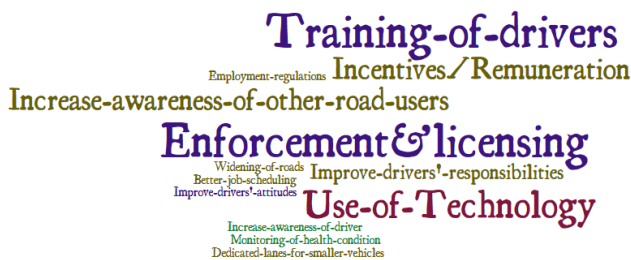 Training-of-drivers
Employment-regulations Incentives/Remuneration
Increase-awareness-of-other-road-users
Enforcement&licensing
Widening-of-roads
Better-job-scheduling Improve-drivers'-responsibilities
Improve-drivers'-attitudes
Use-of-Technology
Increase-awareness-of-driver
Monitoring-of-health-condition
Dedicated-lanes-for-smaller-vehicles